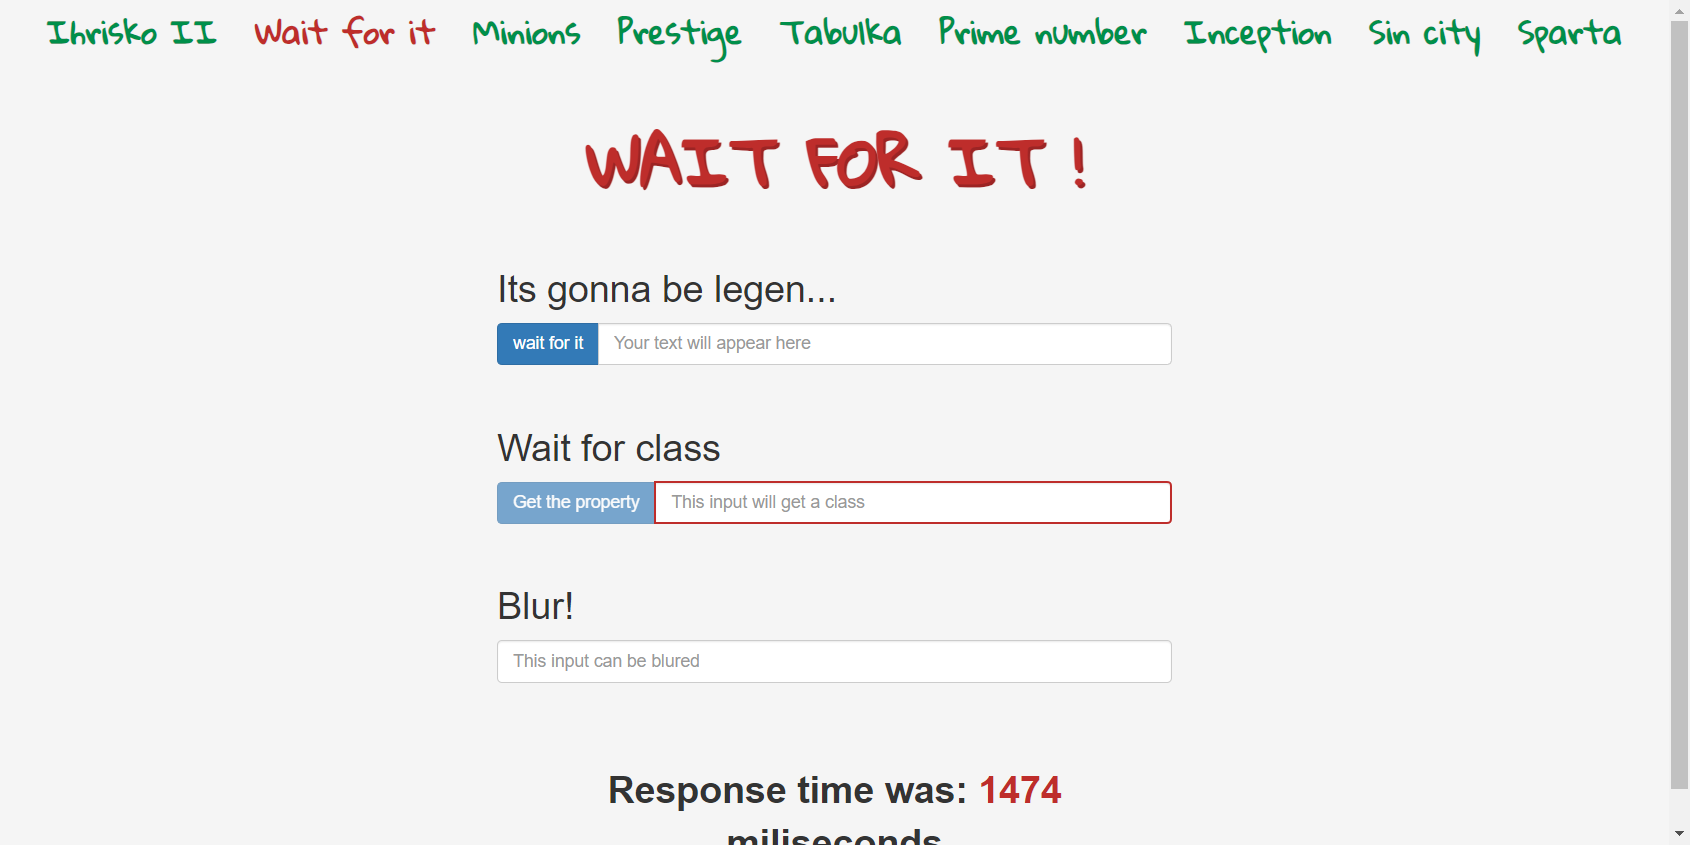 Ihrisko II Wait for it Minions Prestige Tabulka Prime number Inception Sin city Sparta
WAIT FOR IT !
Its gonna be legen...
wait for it Your text will appear here
Wait for class
Get the property This input will get a class
Blur!
This input can be blured
Response time was: 1474
miliseconds